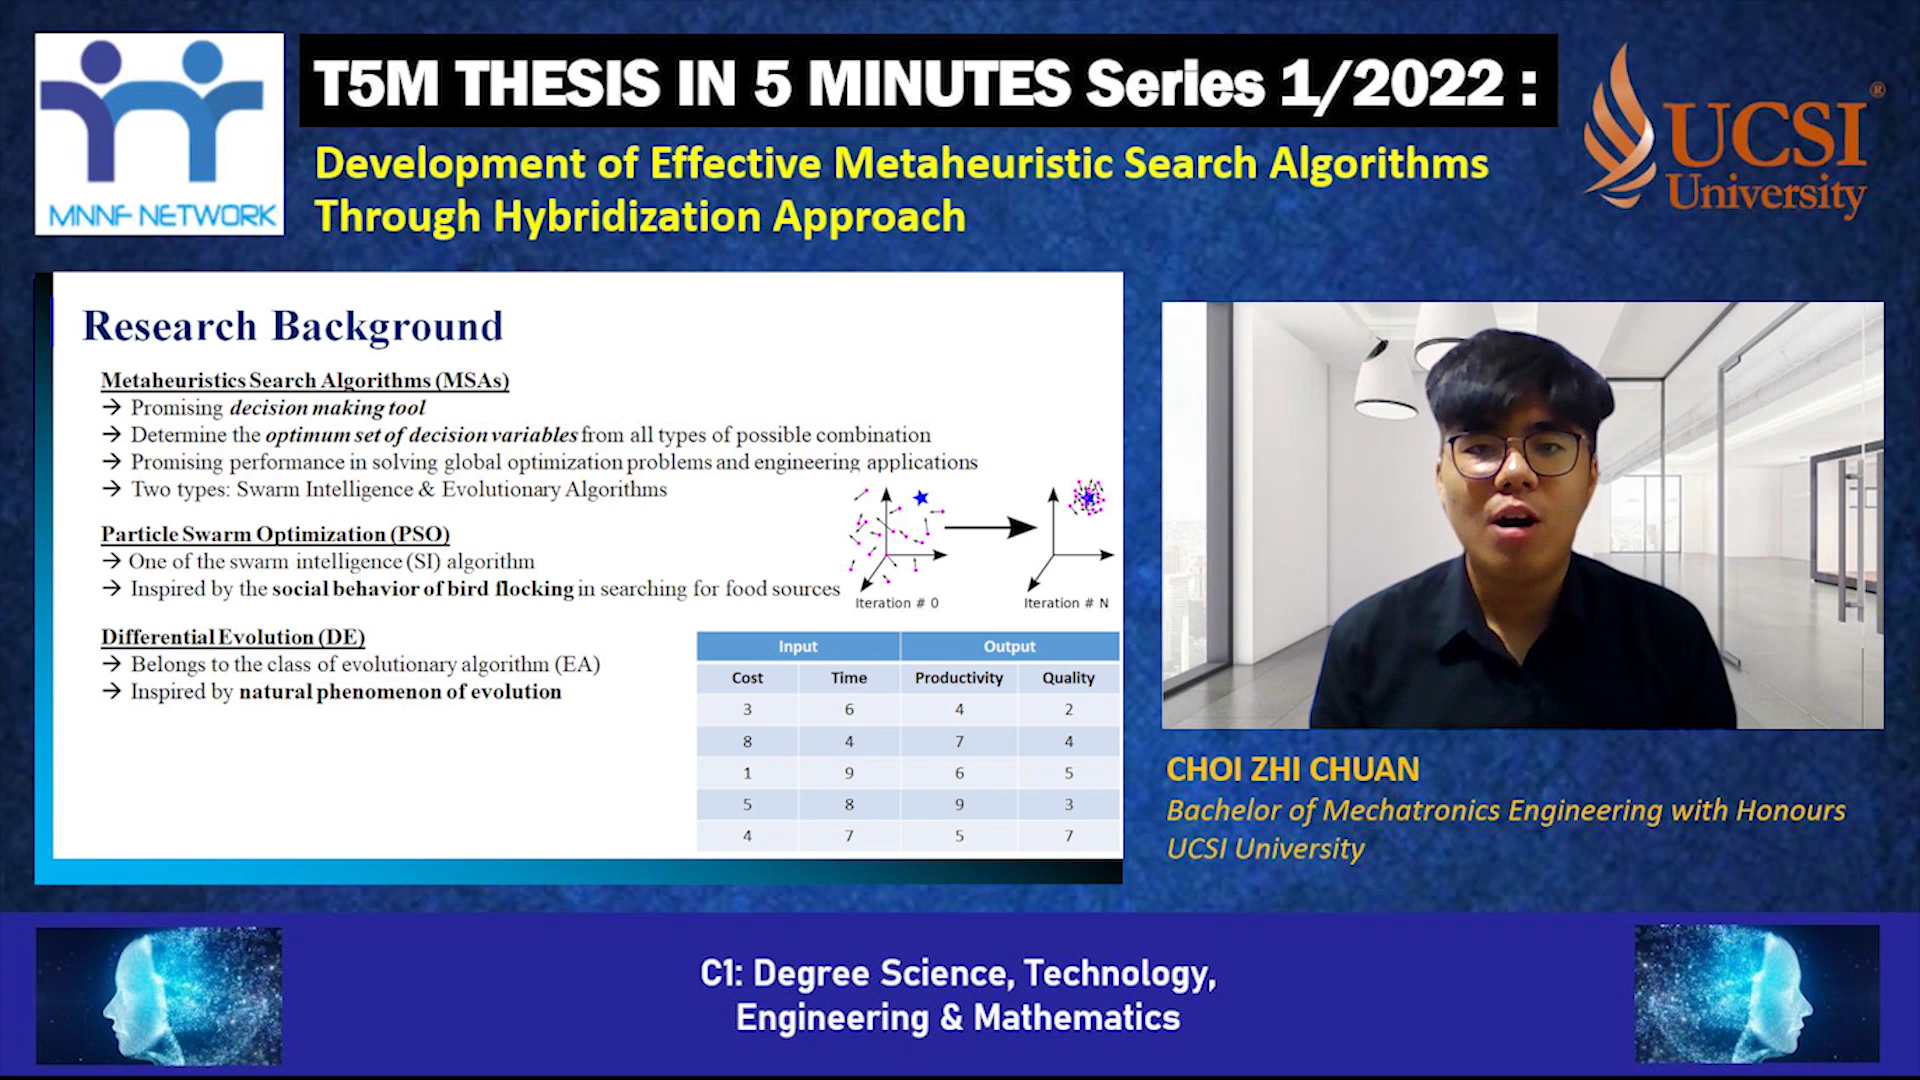 MNNF NETWORK
T5M THESIS IN 5 MINUTES Series 1/2022 :
Development of Effective Metaheuristic Search Algorithms
Through Hybridization Approach
UCSI ®
University
Research Background
Metaheuristics Search Algorithms (MSAs)
→ Promising decision making tool
→ Determine the optimum set of decision variables from all types of possible combination
→ Promising performance in solving global optimization problems and engineering applications
→ Two types: Swarm Intelligence & Evolutionary Algorithms
Particle Swarm Optimization (PSO)
→ One of the swarm intelligence (SI) algorithm
→ Inspired by the social behavior of bird flocking in searching for food sources
Iteration # 0
Iteration # N
Differential Evolution (DE)
→ Belongs to the class of evolutionary algorithm (EA)
→ Inspired by natural phenomenon of evolution
Input Output
Cost Time Productivity Quality
3 6 4 2
8 4 7 4
1 9 6 5
5 8 9 3
4 7 5 7
CHOI ZHI CHUAN
Bachelor of Mechatronics Engineering with Honours
UCSI University
C1: Degree Science, Technology,
Engineering & Mathematics